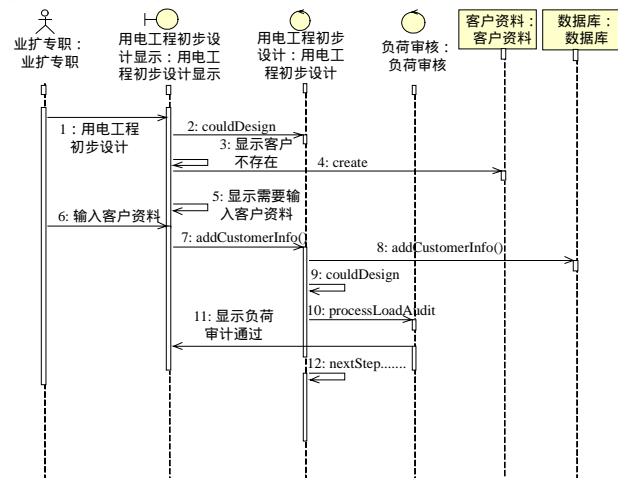 业扩专职：
业扩专职
用电工程初步设
计显示：用电工
程初步设计显示
用电工程初步
设计：用电工
程初步设计
负荷审核：
负荷审核
客户资料：
客户资料
数据库：
数据库
1：用电工程
初步设计
2: couldDesign
3: 显示客户
不存在
4: create
5: 显示需要输
入客户资料
6: 输入客户资料
7: addCustomerInfo()
8: addCustomerInfo()
9: couldDesign
10: processLoadAudit
11: 显示负荷
审计通过
12: nextStep.......